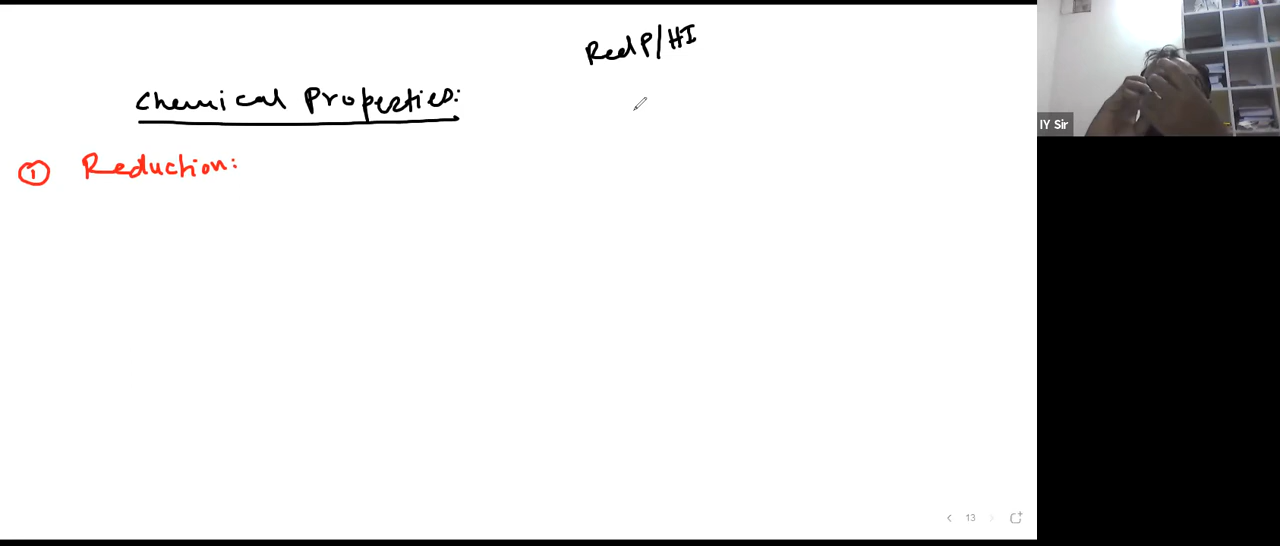 Red P/HI
Chemical Properties:
① Reduction:
IY Sir
13